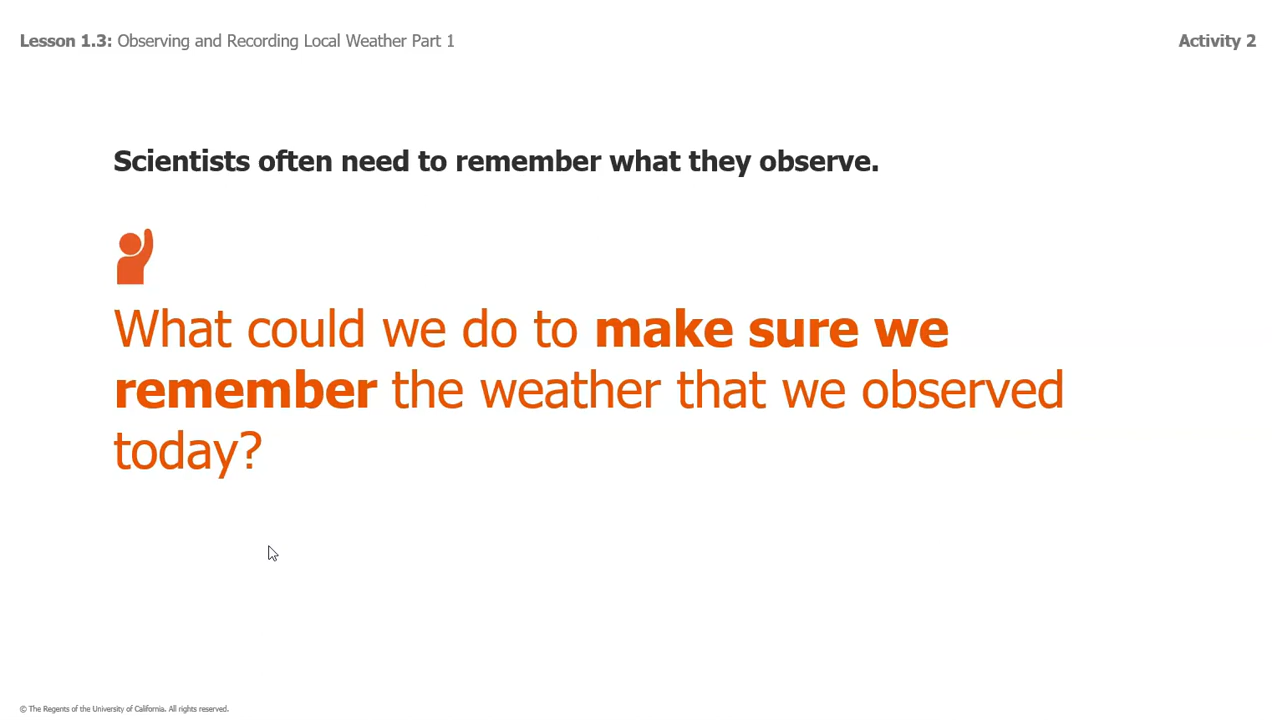 Lesson 1.3: Observing and Recording Local Weather Part 1
Activity 2
Scientists often need to remember what they observe.
What could we do to make sure we
remember the weather that we observed
today?
© The Regents of the University of California. All rights reserved.